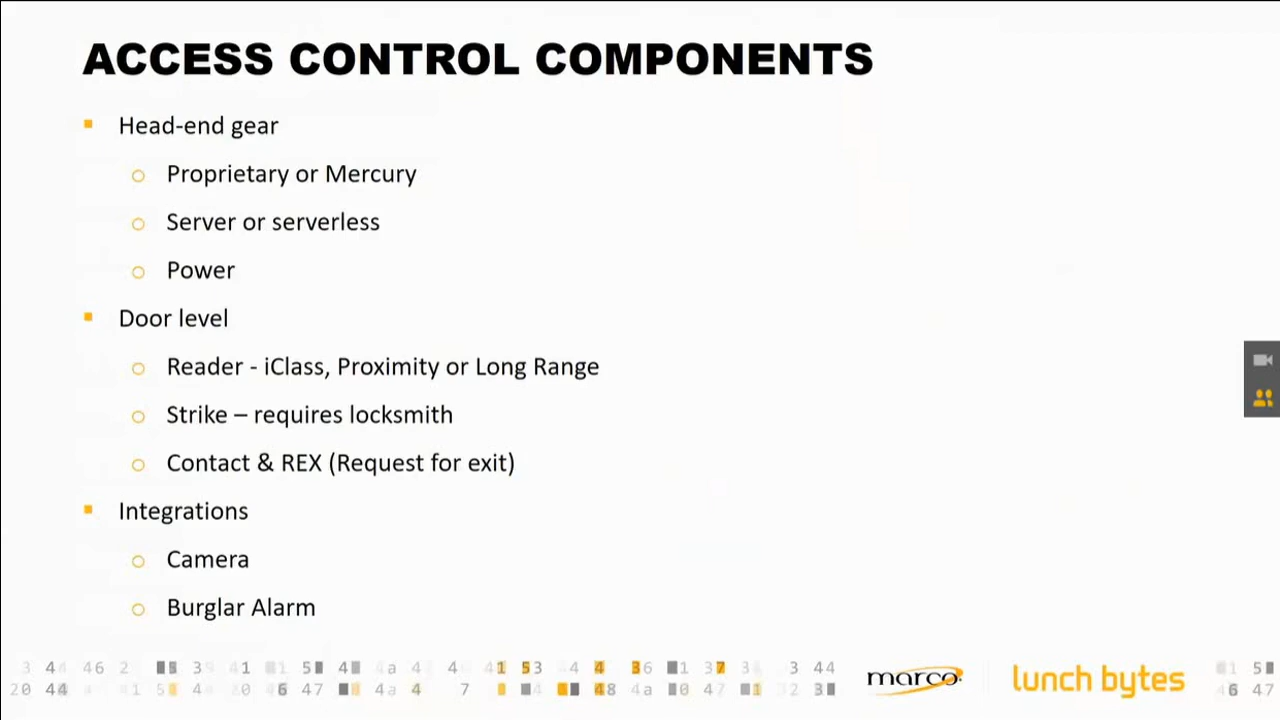 ACCESS CONTROL COMPONENTS
Head-end gear
Proprietary or Mercury
Server or serverless
Power
Door level
Reader - iClass, Proximity or Long Range
Strike – requires locksmith
Contact & REX (Request for exit)
Integrations
Camera
Burglar Alarm
marco
lunch bytes